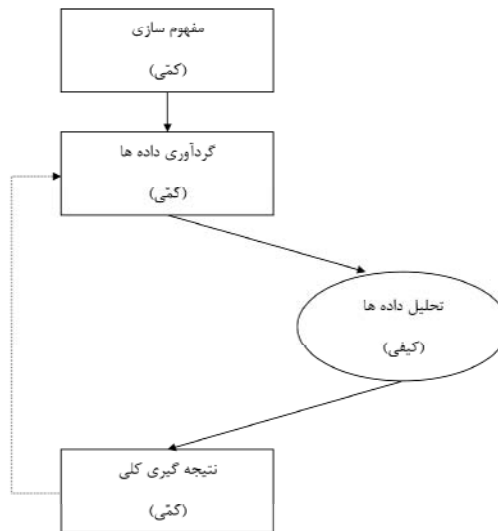 مفهوم سازی
(کمّی)
گردآوری داده ها
(کمّی)
تحلیل داده ها
(کیفی)
نتیجه گیری کلی
(کمّی)